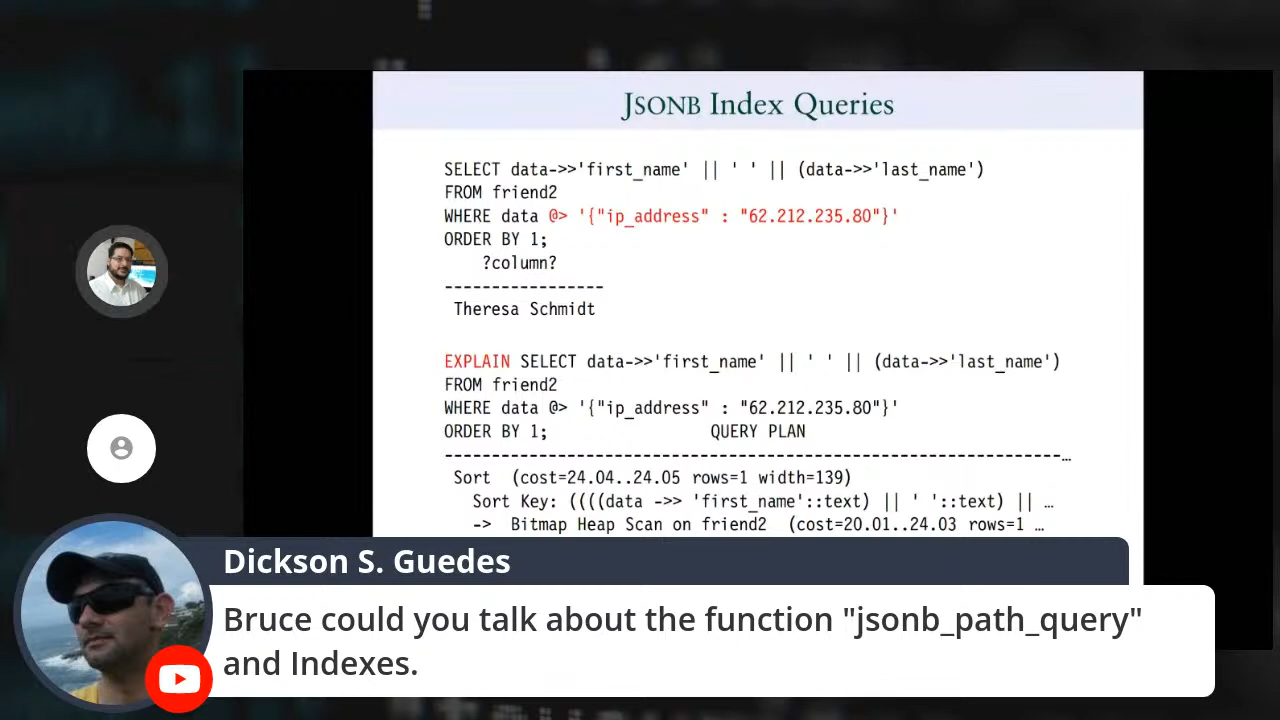 JSONB Index Queries
SELECT data->>'first_name' || ' ' || (data->>'last_name')
FROM friend2
WHERE data @> '{"ip_address" : "62.212.235.80"}'
ORDER BY 1;
?column?
-----------------
Theresa Schmidt
EXPLAIN SELECT data->>'first_name' || ' ' || (data->>'last_name')
FROM friend2
WHERE data @> '{"ip_address" : "62.212.235.80"}'
ORDER BY 1; QUERY PLAN
-----------------------------------------------------------------…
Sort (cost=24.04..24.05 rows=1 width=139)
Sort Key: ((((data ->> 'first_name'::text) || ' '::text) || …
-> Bitmap Heap Scan on friend2 (cost=20.01..24.03 rows=1 …
Dickson S. Guedes
Bruce could you talk about the function "jsonb_path_query"
and Indexes.